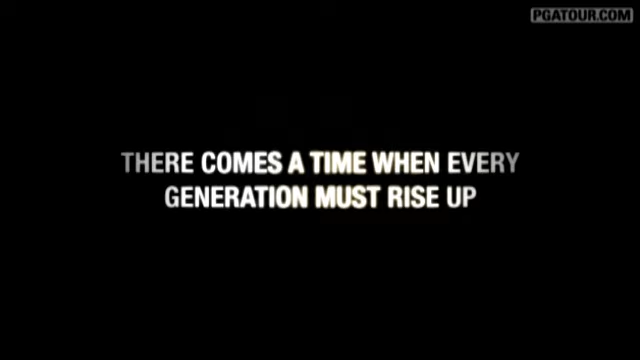 PGATOUR.COM
THERE COMES A TIME WHEN EVERY
GENERATION MUST RISE UP